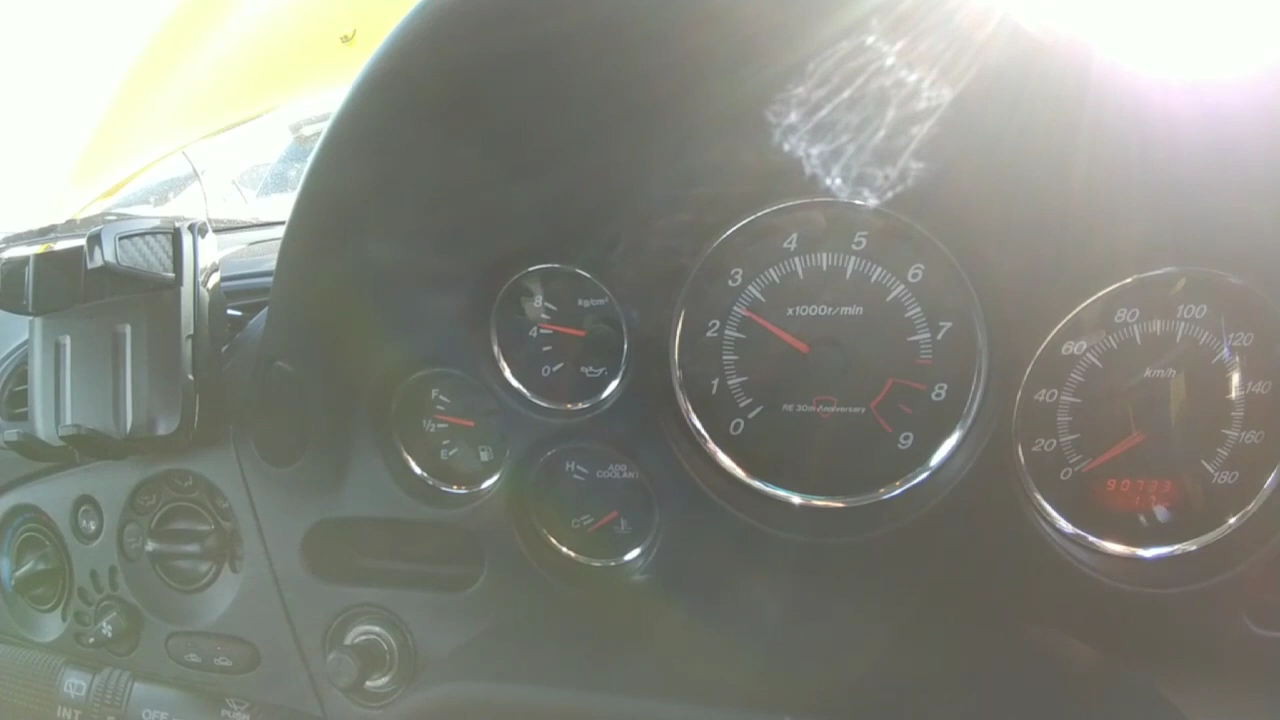 8
kg/cm²
4
0
F
1/2
E
H
ADD
COOLANT
C
4
5
3
6
x1000r/min
2
7
1
8
RE 30th Anniversary
0
9
80
100
60
120
km/h
40
140
20
160
0
180
90733
1.7
INT
OFF
PUSH